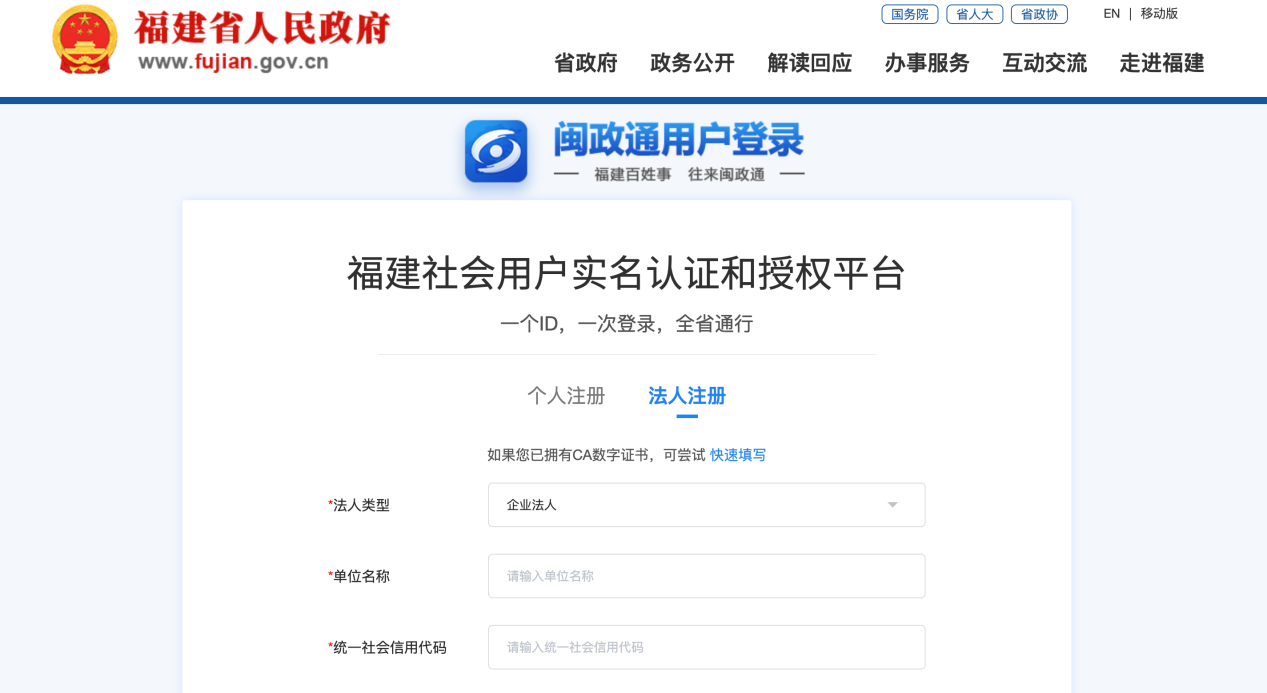 福建省人民政府
www.fujian.gov.cn
国务院 省人大 省政协 EN | 移动版
省政府 政务公开 解读回应 办事服务 互动交流 走进福建
闽政通用户登录
福建百姓事 往来闽政通
福建社会用户实名认证和授权平台
一个ID，一次登录，全省通行
个人注册 法人注册
如果您已拥有CA数字证书，可尝试 快速填写
*法人类型 企业法人
*单位名称 请输入单位名称
*统一社会信用代码 请输入统一社会信用代码